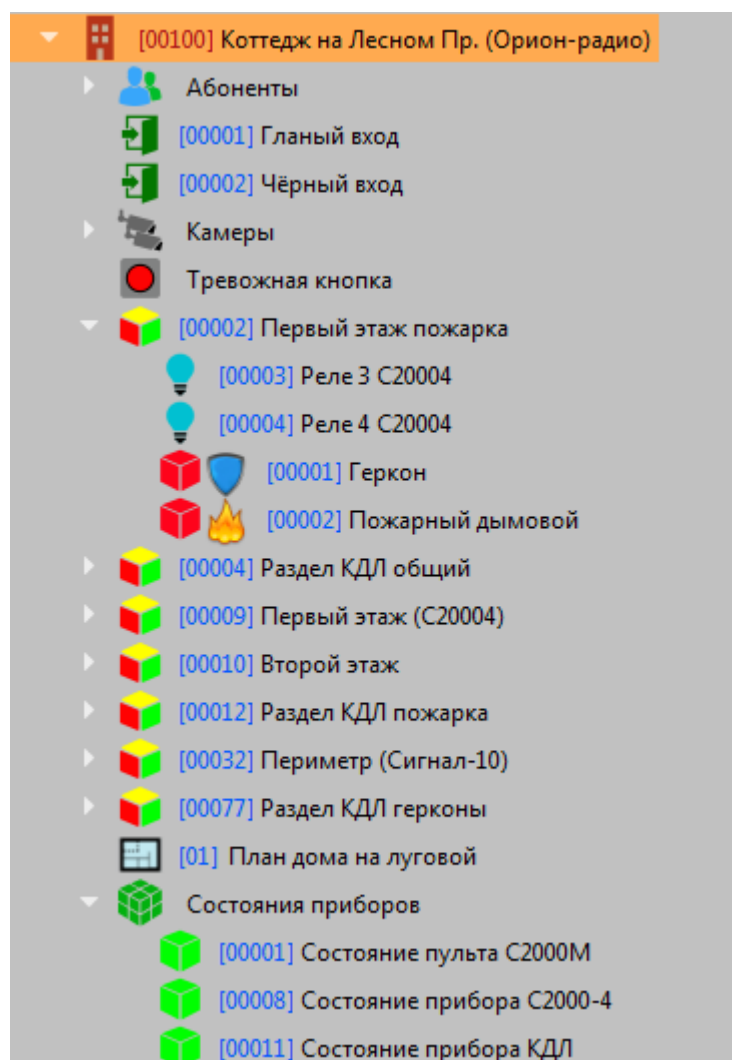 [00100] Коттедж на Лесном Пр. (Орион-радио)
Абоненты
[00001] Гланый вход
[00002] Чёрный вход
Камеры
Тревожная кнопка
[00002] Первый этаж пожарка
[00003] Реле 3 С20004
[00004] Реле 4 С20004
[00001] Геркон
[00002] Пожарный дымовой
[00004] Раздел КДЛ общий
[00009] Первый этаж (С20004)
[00010] Второй этаж
[00012] Раздел КДЛ пожарка
[00032] Периметр (Сигнал-10)
[00077] Раздел КДЛ герконы
[01] План дома на луговой
Состояния приборов
[00001] Состояние пульта С2000М
[00008] Состояние прибора С2000-4
[00011] Состояние прибора КДЛ